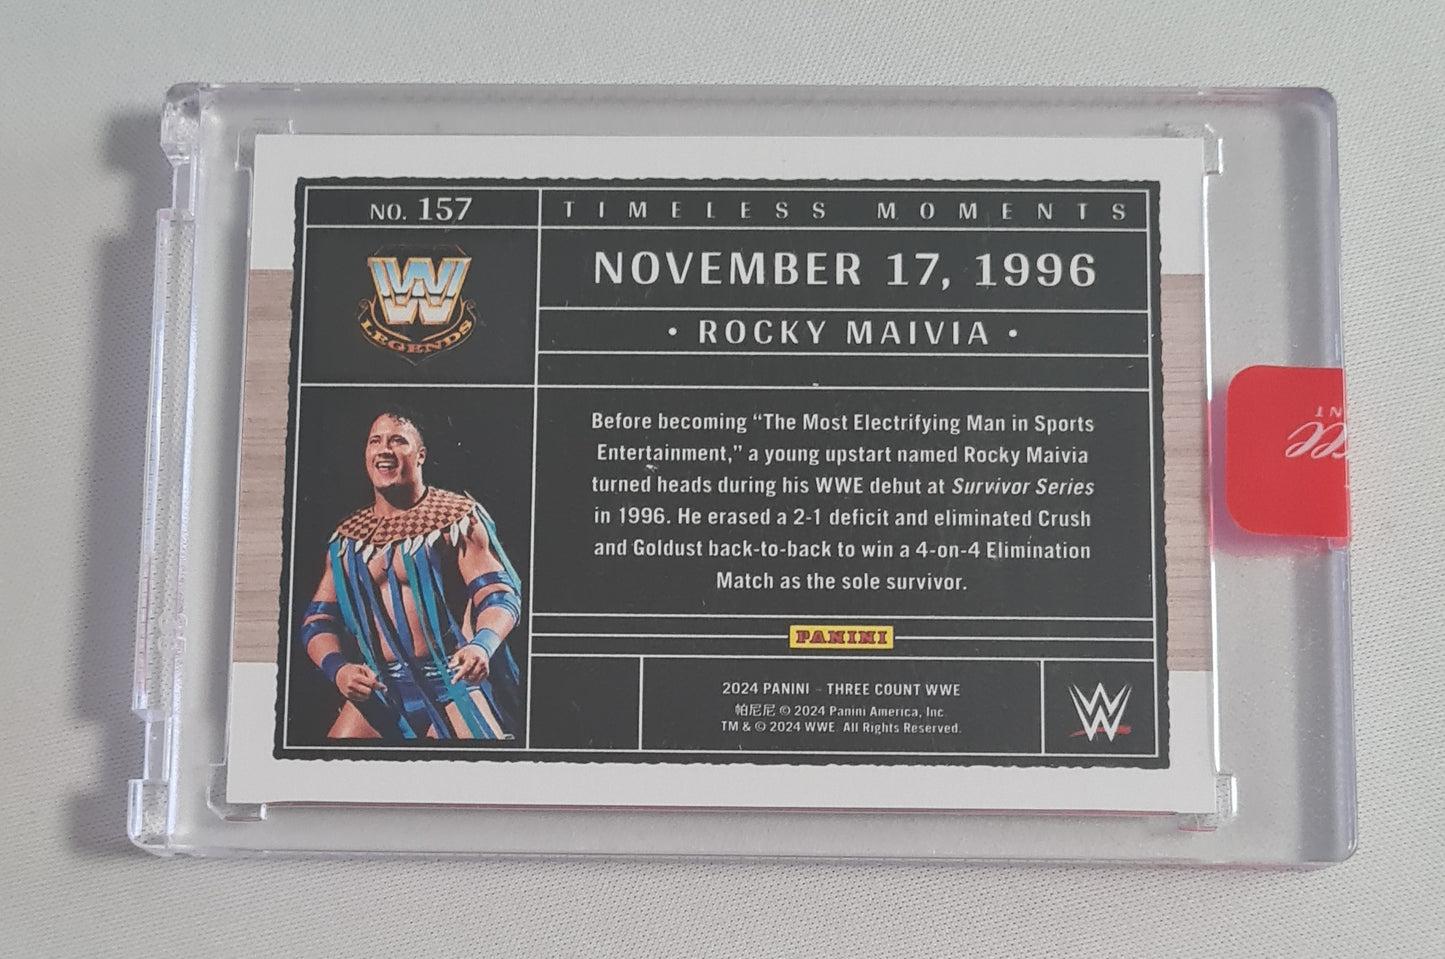 NO. 157
TIMELESS MOMENTS
NOVEMBER 17, 1996
• ROCKY MAIVIA •
W
LEGENDS
Before becoming “The Most Electrifying Man in Sports
Entertainment,” a young upstart named Rocky Maivia
turned heads during his WWE debut at Survivor Series
in 1996. He erased a 2-1 deficit and eliminated Crush
and Goldust back-to-back to win a 4-on-4 Elimination
Match as the sole survivor.
PANINI
2024 PANINI - THREE COUNT WWE
帕尼尼 © 2024 Panini America, Inc.
TM & © 2024 WWE. All Rights Reserved.
W